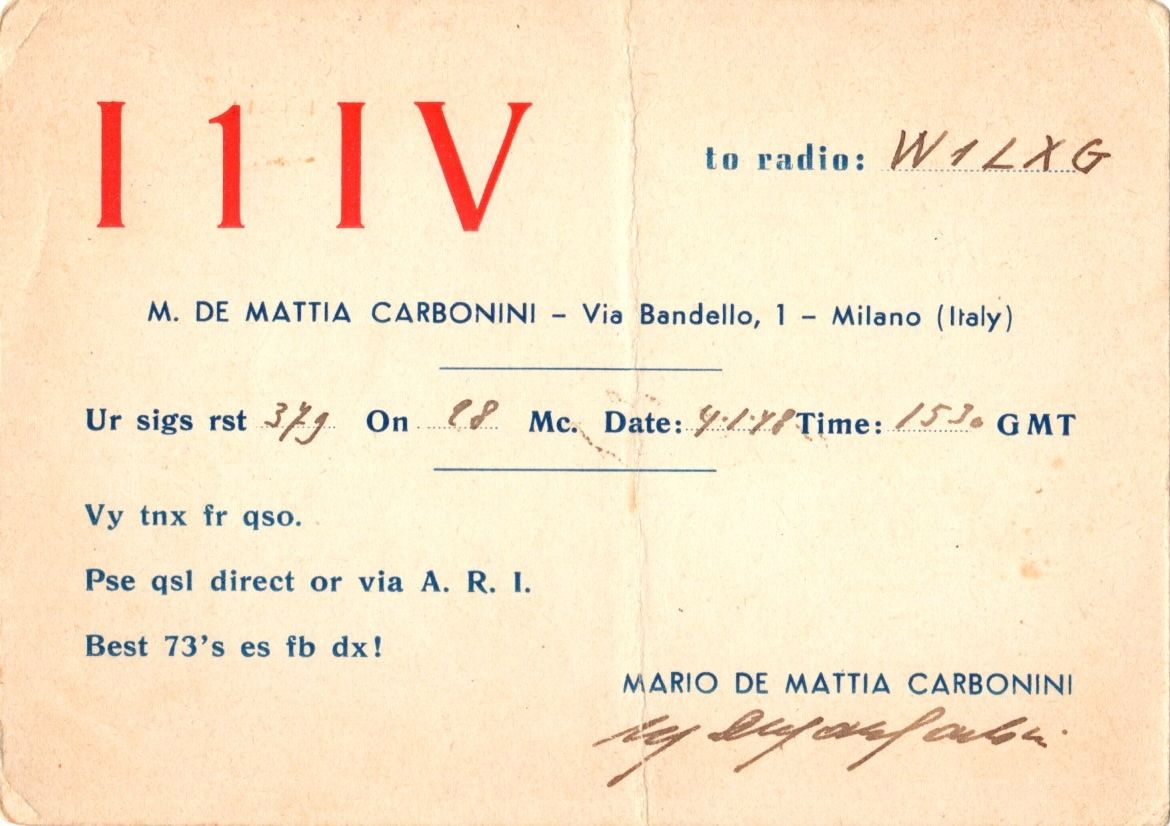 I 1 I V
to radio: W1LXG
M. DE MATTIA CARBONINI – Via Bandello, 1 – Milano (Italy)
Ur sigs rst 379 On 28 Mc. Date: 4.1.48 Time: 1530 GMT
Vy tnx fr qso.
Pse qsl direct or via A. R. I.
Best 73's es fb dx!
MARIO DE MATTIA CARBONINI